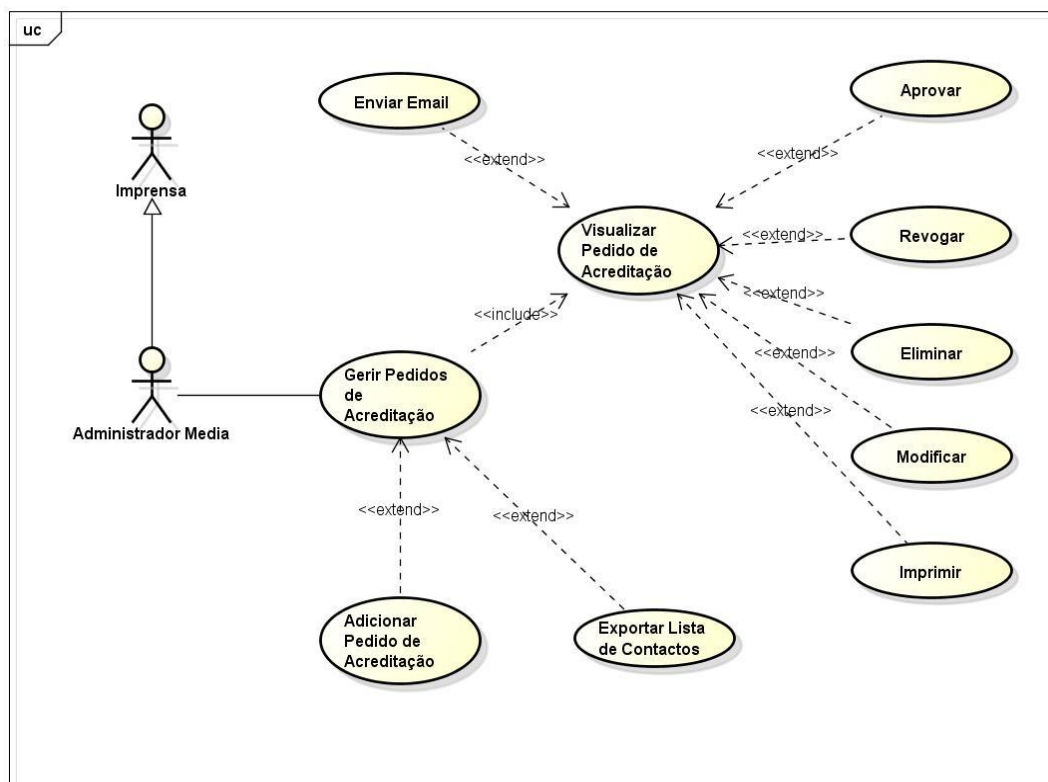 uc
Enviar Email
Aprovar
<<extend>>
<<extend>>
Imprensa
Visualizar
Pedido de
Acreditação
<<extend>>
Revogar
<<extend>>
<<include>>
Eliminar
<<extend>>
Gerir Pedidos
de
Acreditação
<<extend>>
Administrador Media
Modificar
<<extend>>
<<extend>>
Imprimir
Adicionar
Pedido de
Acreditação
Exportar Lista
de Contactos